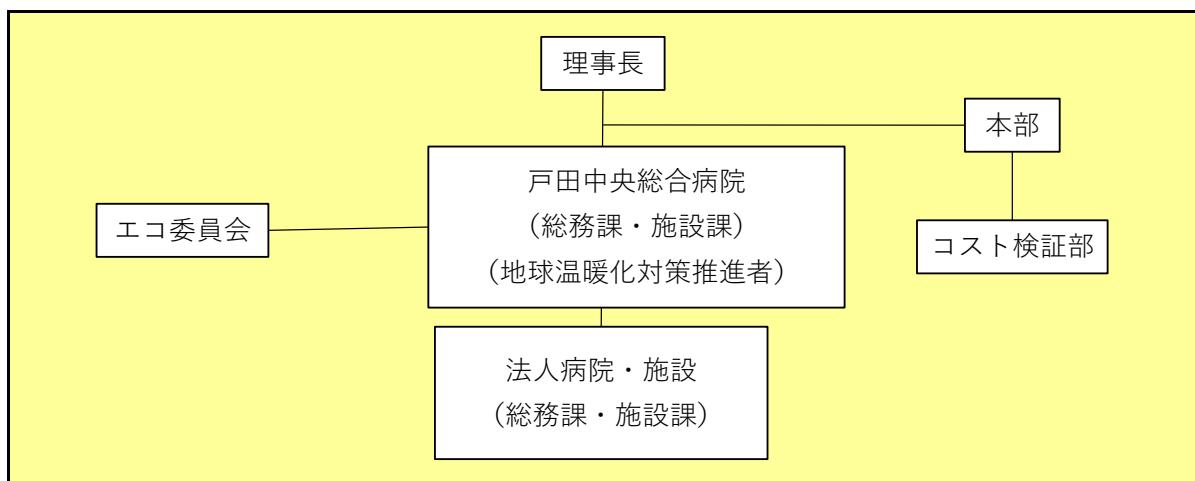 理事長
本部
戸田中央総合病院
(総務課・施設課)
(地球温暖化対策推進者)
エコ委員会
コスト検証部
法人病院・施設
(総務課・施設課)